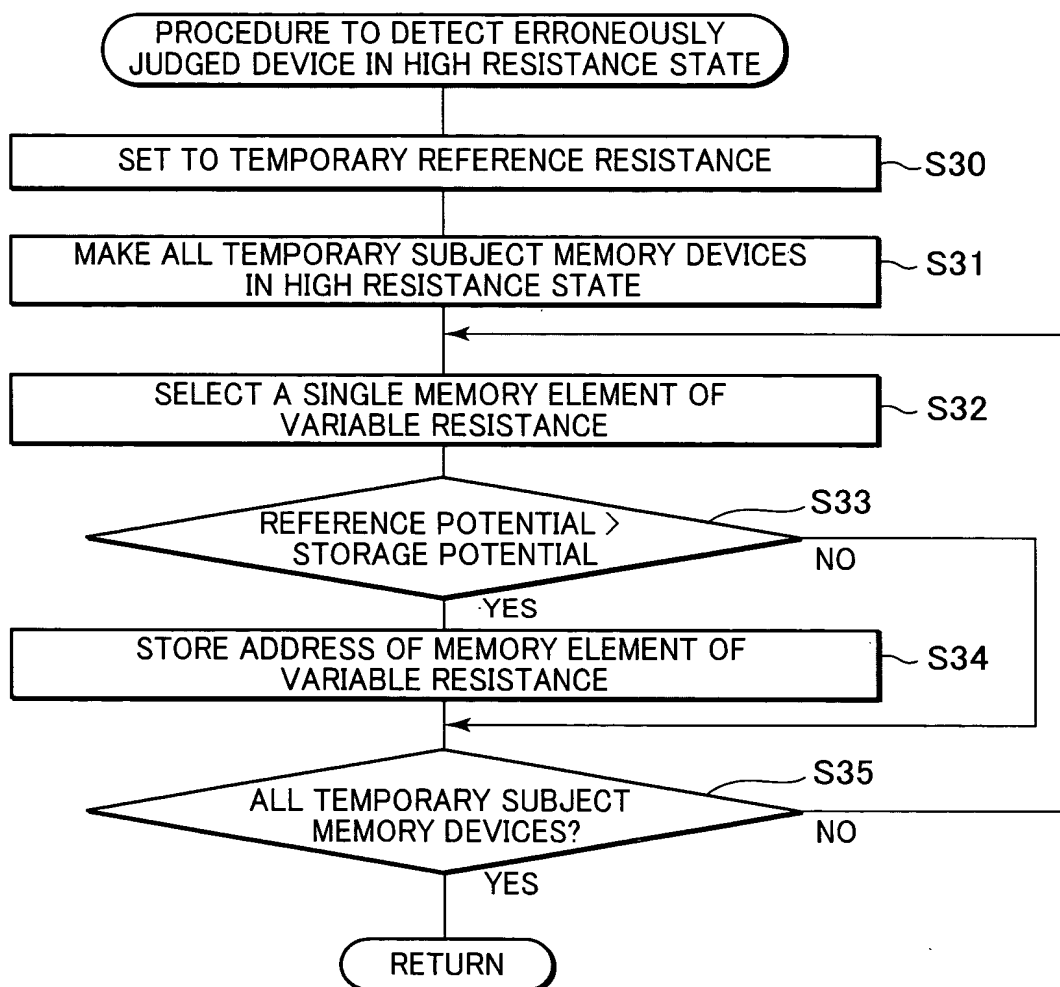 PROCEDURE TO DETECT ERRONEOUSLY
JUDGED DEVICE IN HIGH RESISTANCE STATE
SET TO TEMPORARY REFERENCE RESISTANCE
S30
MAKE ALL TEMPORARY SUBJECT MEMORY DEVICES
IN HIGH RESISTANCE STATE
S31
SELECT A SINGLE MEMORY ELEMENT OF
VARIABLE RESISTANCE
S32
S33
REFERENCE POTENTIAL >
STORAGE POTENTIAL
NO
YES
STORE ADDRESS OF MEMORY ELEMENT OF
VARIABLE RESISTANCE
S34
S35
ALL TEMPORARY SUBJECT
MEMORY DEVICES?
NO
YES
RETURN